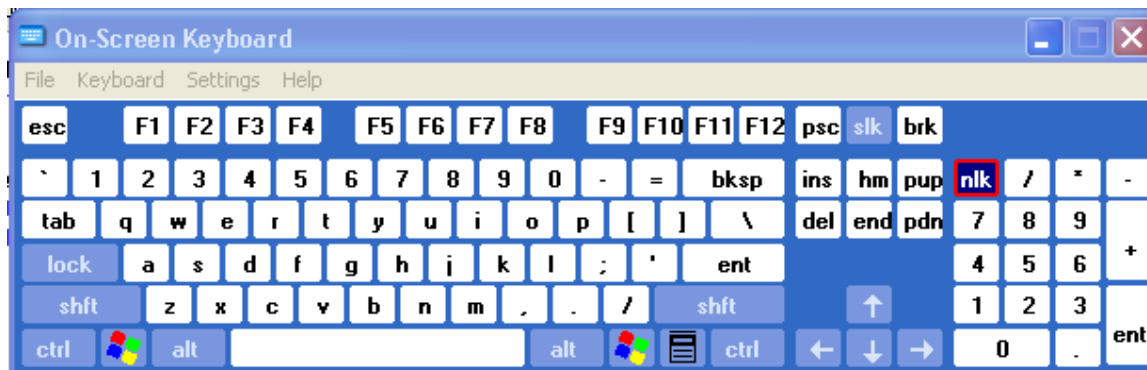 On-Screen Keyboard
File Keyboard Settings Help
esc F1 F2 F3 F4 F5 F6 F7 F8 F9 F10 F11 F12 psc slk brk
` 1 2 3 4 5 6 7 8 9 0 - = bksp ins hm pup nlk / * -
tab q w e r t y u i o p [ ] \ del end pdn 7 8 9 +
lock a s d f g h j k l ; ' ent 4 5 6
shft z x c v b n m , . / shft ↑ 1 2 3 ent
ctrl alt alt ctrl ← ↓ → 0 .